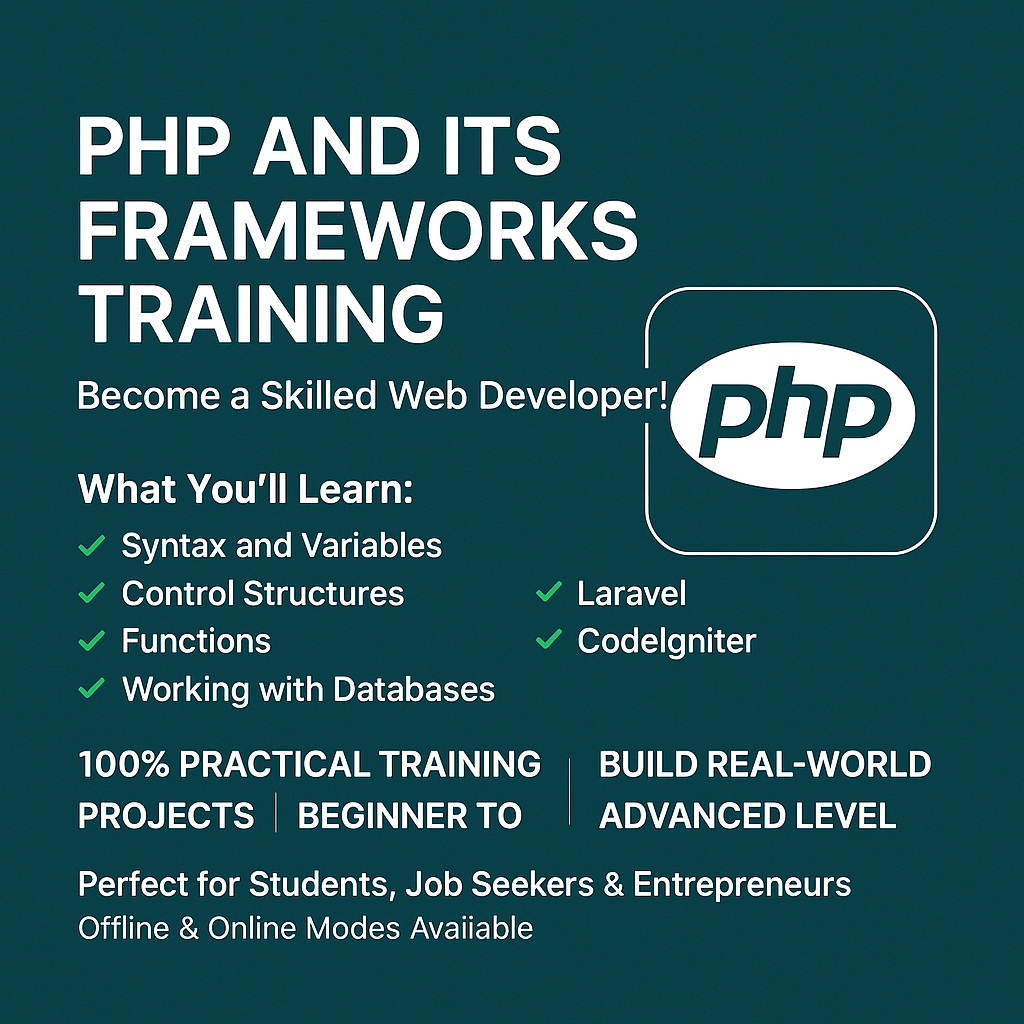 PHP AND ITS
FRAMEWORKS
TRAINING
Become a Skilled Web Developer!
php
What You'll Learn:
Syntax and Variables
Control Structures
Functions
Working with Databases
Laravel
CodeIgniter
100% PRACTICAL TRAINING | BUILD REAL-WORLD
PROJECTS | BEGINNER TO | ADVANCED LEVEL
Perfect for Students, Job Seekers & Entrepreneurs
Offline & Online Modes Avaiiable